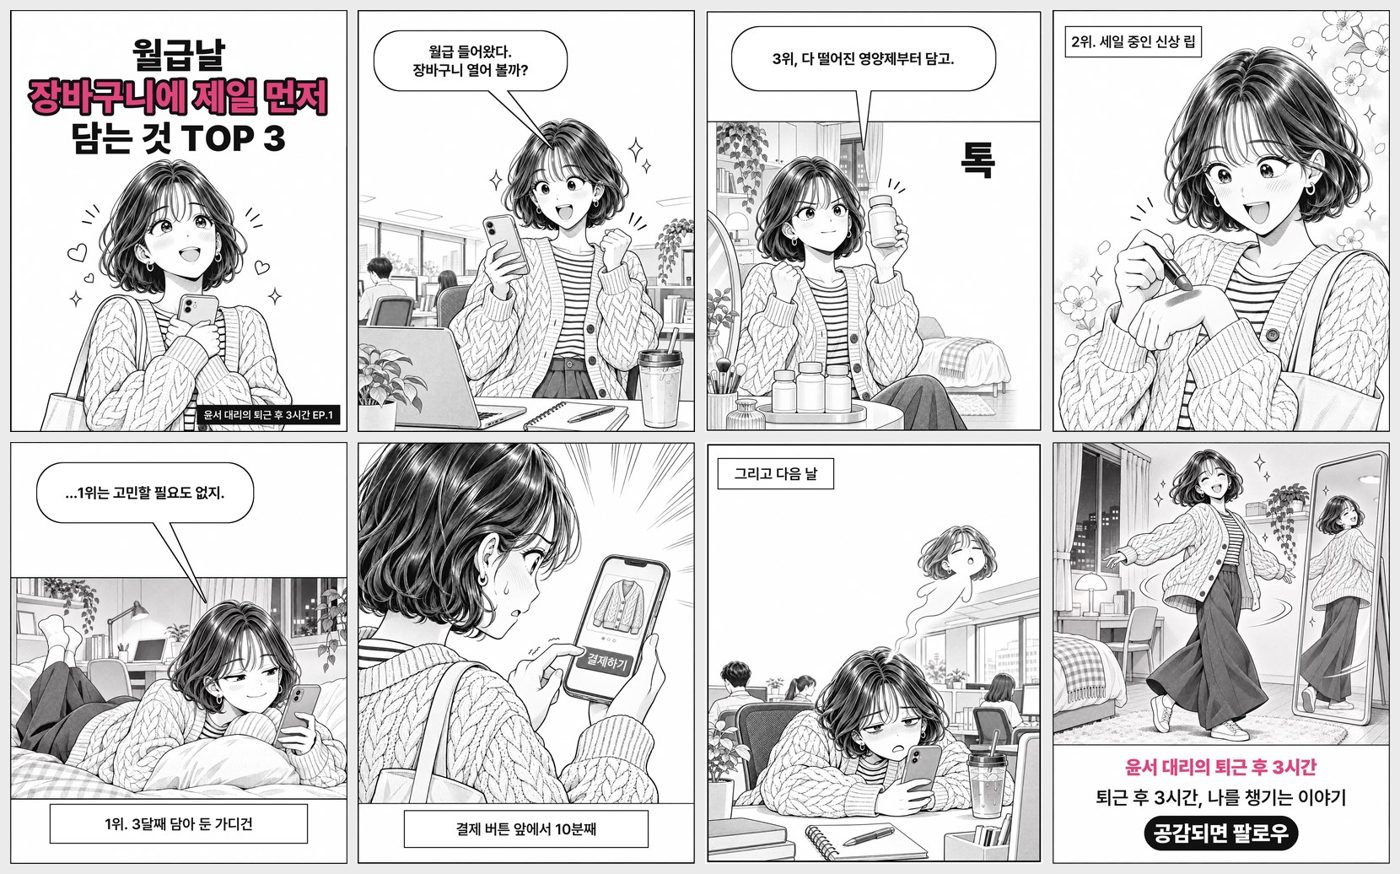 월급날
장바구니에 제일 먼저
담는 것 TOP 3
윤서 대리의 퇴근 후 3시간 EP.1
월급 들어왔다.
장바구니 열어 볼까?
3위, 다 떨어진 영양제부터 담고.
톡
2위. 세일 중인 신상 립
...1위는 고민할 필요도 없지.
1위. 3달째 담아 둔 가디건
결제하기
결제 버튼 앞에서 10분째
그리고 다음 날
윤서 대리의 퇴근 후 3시간
퇴근 후 3시간, 나를 챙기는 이야기
공감되면 팔로우